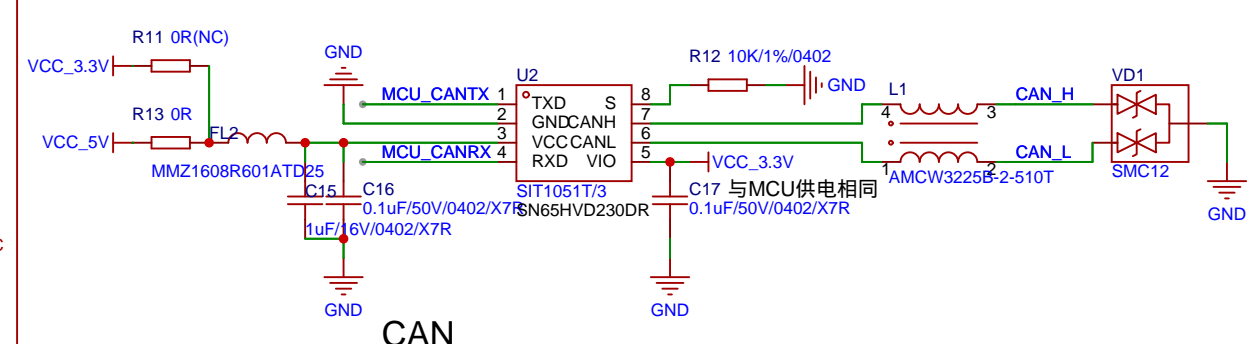 R11 0R(NC)
VCC_3.3V
R13 0R
VCC_5V
FL2
MMZ1608R601ATD25
C15
1uF/16V/0402/X7R
C16
0.1uF/50V/0402/X7R
GND
GND
MCU_CANTX
MCU_CANRX
U2
1 TXD S 8
2 GND CANH 7
3 VCC CANL 6
4 RXD VIO 5
SIT1051T/3
SN65HVD230DR
R12 10K/1%/0402
GND
VCC_3.3V
C17 与MCU供电相同
0.1uF/50V/0402/X7R
GND
L1
4 3
1 2
AMCW3225B-2-510T
CAN_H
CAN_L
VD1
SMC12
GND
CAN
C